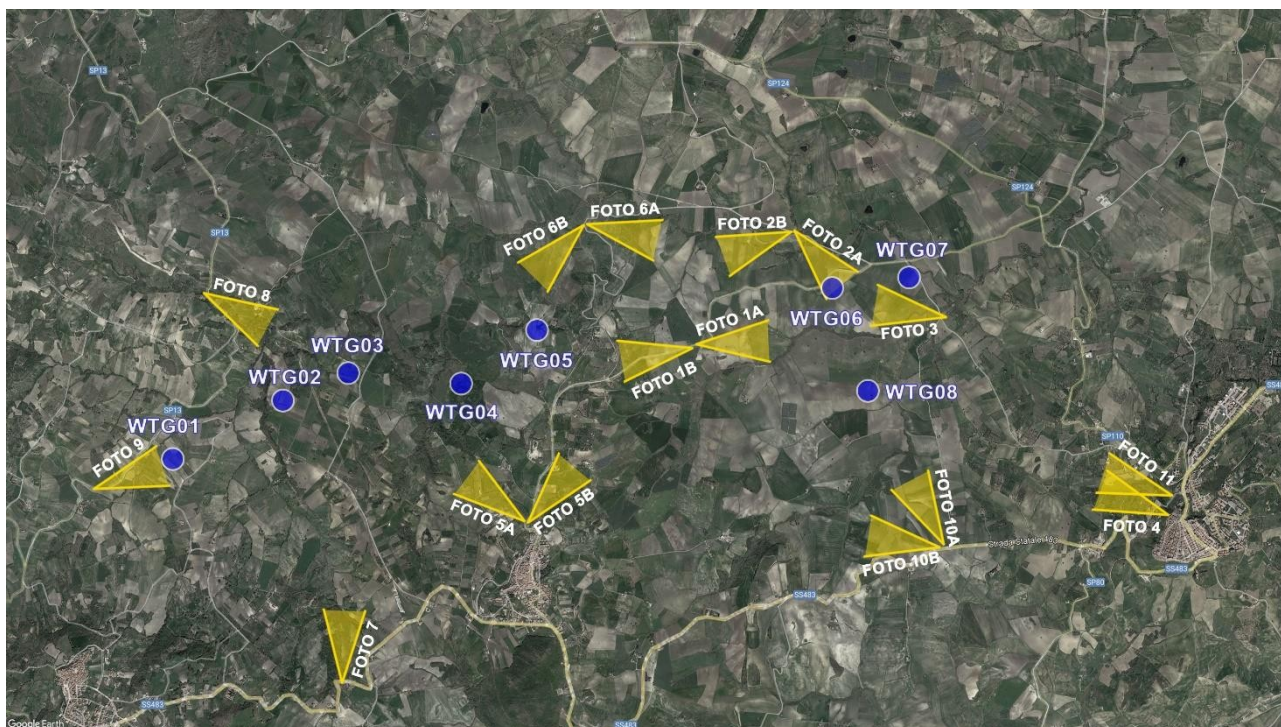 SP13
SP124
SP124
SP13
FOTO 6B
FOTO 6A
FOTO 2B
FOTO 2A
WTG07
FOTO 8
WTG06
FOTO 3
FOTO 1A
FOTO 1B
WTG05
WTG03
WTG02
WTG04
WTG08
SP13
WTG01
FOTO 9
SP110
FOTO 11
FOTO 4
FOTO 5A
FOTO 5B
FOTO 10A
FOTO 10B
SS483
SP80
SS483
FOTO 7
SS483
SS483
Google Earth